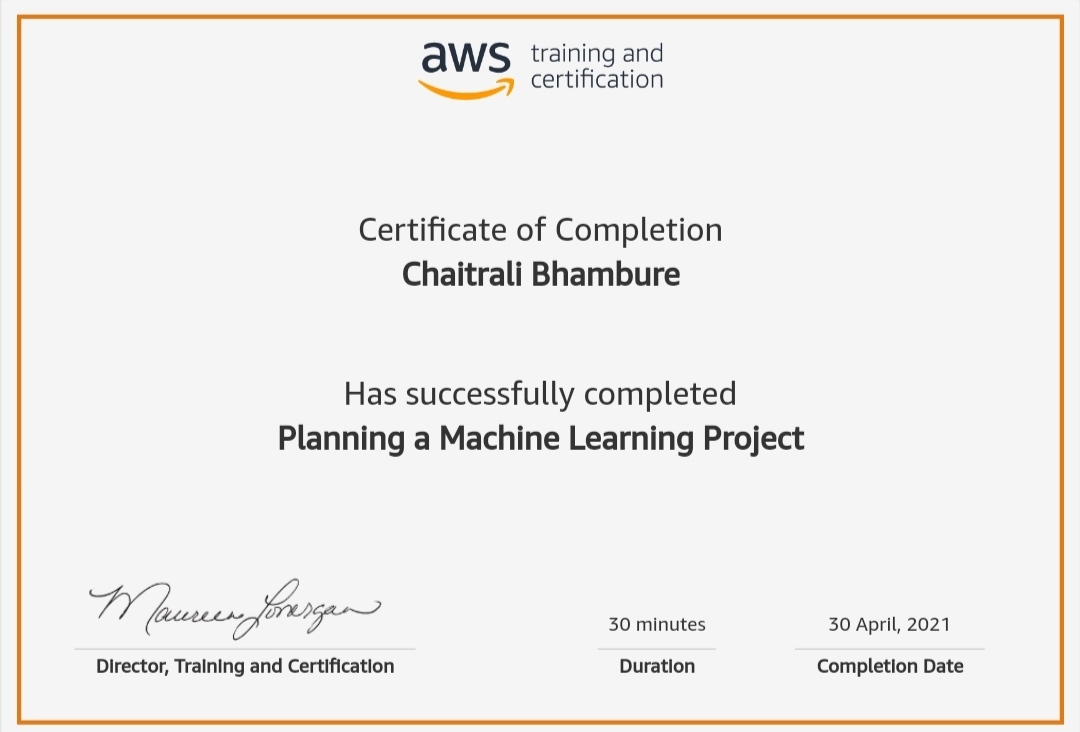 aws training and
certification
Certificate of Completion
Chaitrali Bhambure
Has successfully completed
Planning a Machine Learning Project
Maureen Lonergan
30 minutes
30 April, 2021
Director, Training and Certification
Duration
Completion Date